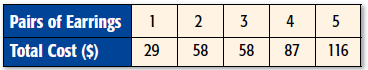 Pairs of Earrings 1 2 3 4 5
Total Cost ($) 29 58 58 87 116